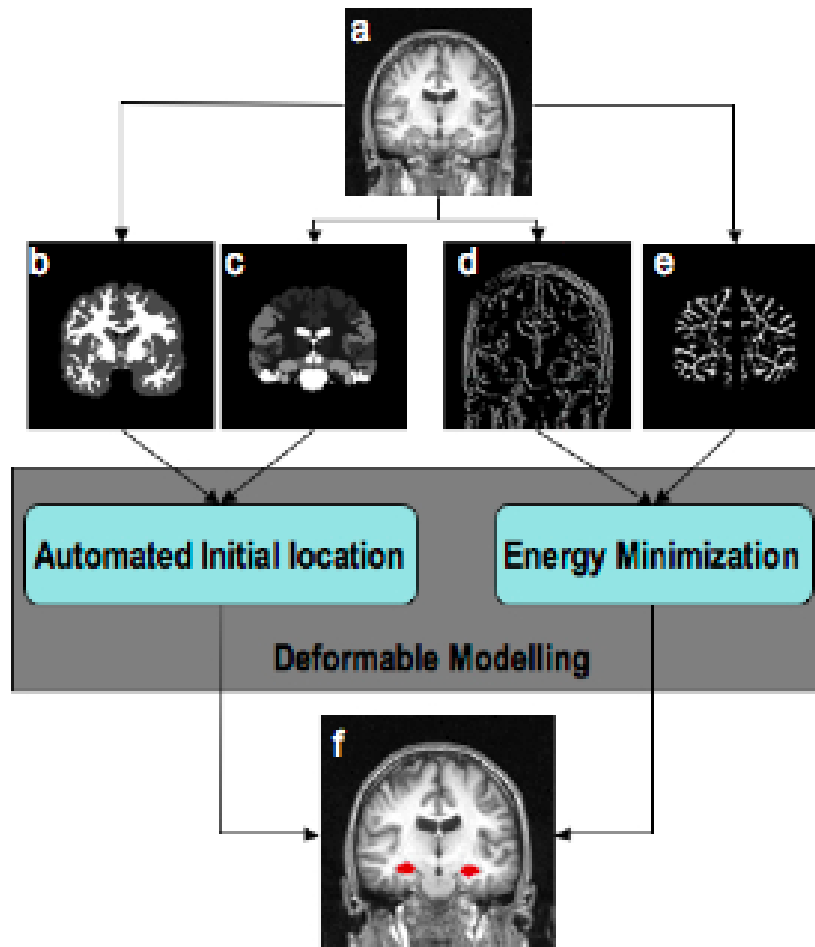 a
b
c
d
e
Automated Initial location
Energy Minimization
Deformable Modelling
f